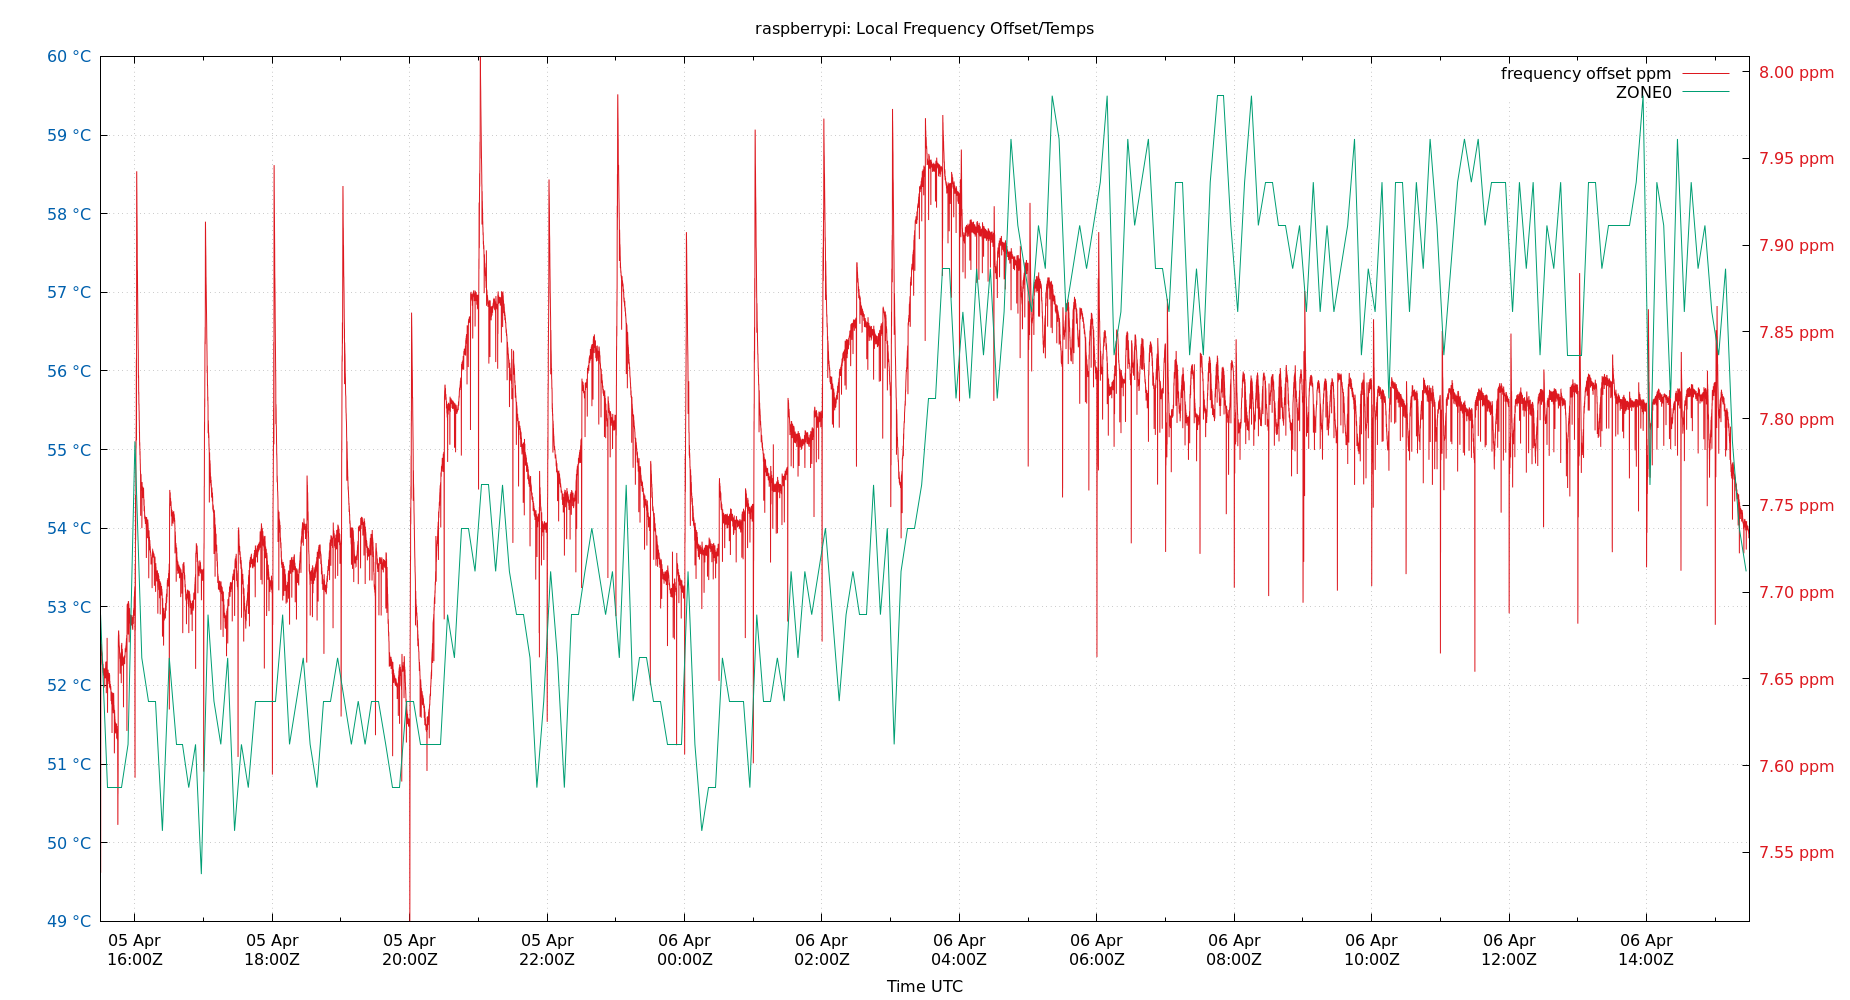 raspberrypi: Local Frequency Offset/Temps
frequency offset ppm
ZONE0
60 °C
59 °C
58 °C
57 °C
56 °C
55 °C
54 °C
53 °C
52 °C
51 °C
50 °C
49 °C
8.00 ppm
7.95 ppm
7.90 ppm
7.85 ppm
7.80 ppm
7.75 ppm
7.70 ppm
7.65 ppm
7.60 ppm
7.55 ppm
05 Apr 05 Apr 05 Apr 05 Apr 06 Apr 06 Apr 06 Apr 06 Apr 06 Apr 06 Apr 06 Apr 06 Apr
16:00Z 18:00Z 20:00Z 22:00Z 00:00Z 02:00Z 04:00Z 06:00Z 08:00Z 10:00Z 12:00Z 14:00Z
Time UTC